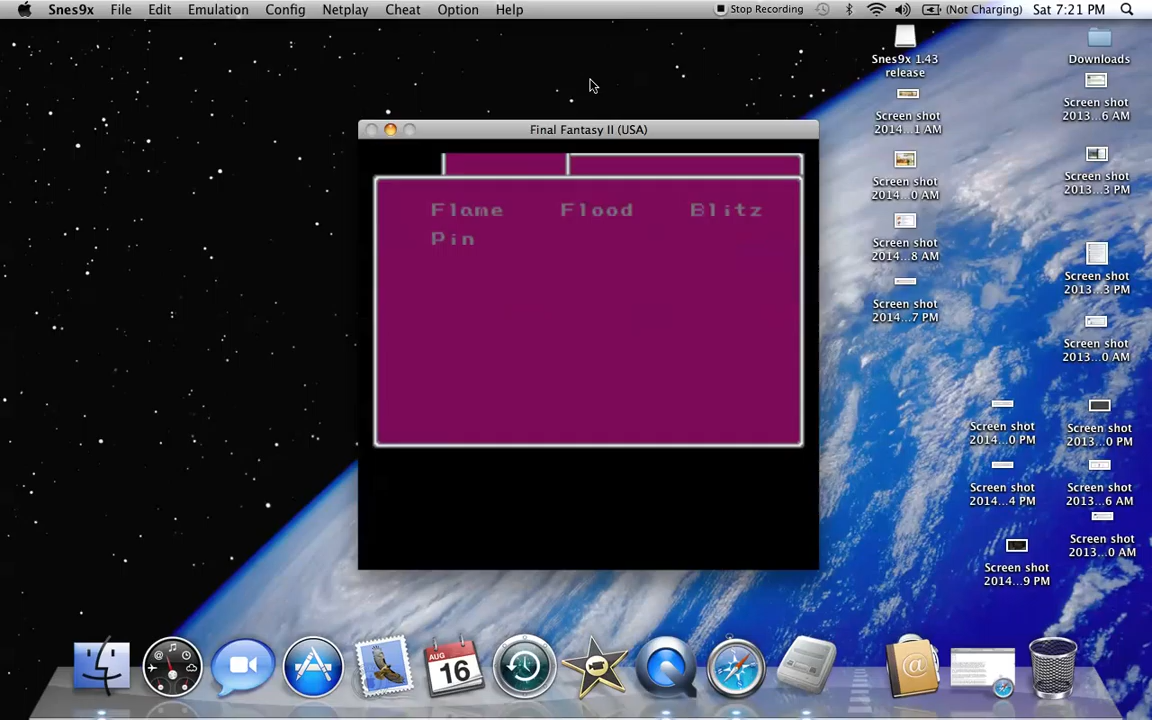 Snes9x File Edit Emulation Config Netplay Cheat Option Help Stop Recording (Not Charging) Sat 7:21 PM
Snes9x 1.43
release
Downloads
Screen shot
2014...1 AM
Screen shot
2013...6 AM
Final Fantasy II (USA)
Screen shot
2014...0 AM
Screen shot
2013...3 PM
Flame Flood Blitz
Pin
Screen shot
2014...8 AM
Screen shot
2013...3 PM
Screen shot
2014...7 PM
Screen shot
2013...0 AM
Screen shot
2014...0 PM
Screen shot
2013...0 PM
Screen shot
2014...4 PM
Screen shot
2013...6 AM
Screen shot
2013...0 AM
Screen shot
2014...9 PM
AUG
16